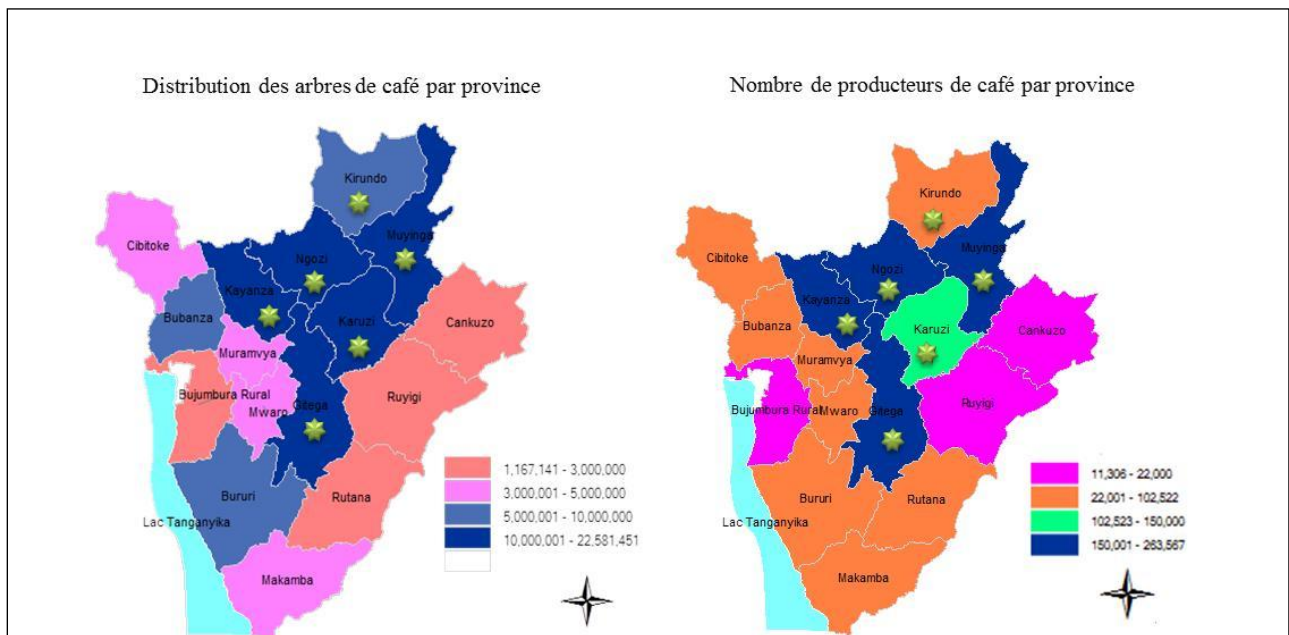 Distribution des arbres de café par province
Kirundo
Cibitoke
Ngozi
Muyinga
Kayanza
Bubanza
Karuzi
Cankuzo
Muramvya
Bujumbura Rural
Mwaro
Gitega
Ruyigi
Bururi
Rutana
Lac Tanganyika
Makamba
1,167,141 - 3,000,000
3,000,001 - 5,000,000
5,000,001 - 10,000,000
10,000,001 - 22,581,451
Nombre de producteurs de café par province
Kirundo
Cibitoke
Ngozi
Muyinga
Kayanza
Bubanza
Karuzi
Cankuzo
Muramvya
Bujumbura Rural
Mwaro
Gitega
Ruyigi
Bururi
Rutana
Lac Tanganyika
Makamba
11,306 - 22,000
22,001 - 102,522
102,523 - 150,000
150,001 - 263,567